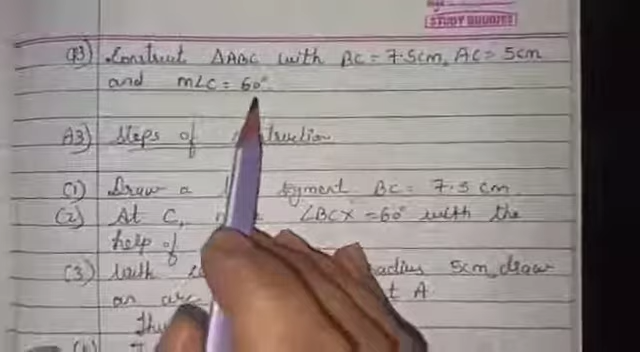 STUDY BUDDIES
Q3) Construct ΔABC with BC = 7.5cm, AC = 5cm
and m∠C = 60°.
A3) Steps of
(1) Draw a segment BC = 7.5 cm
(2) At C, ∠BCX = 60° with the
help of
(3) With radius 5cm, draw
an arc at A